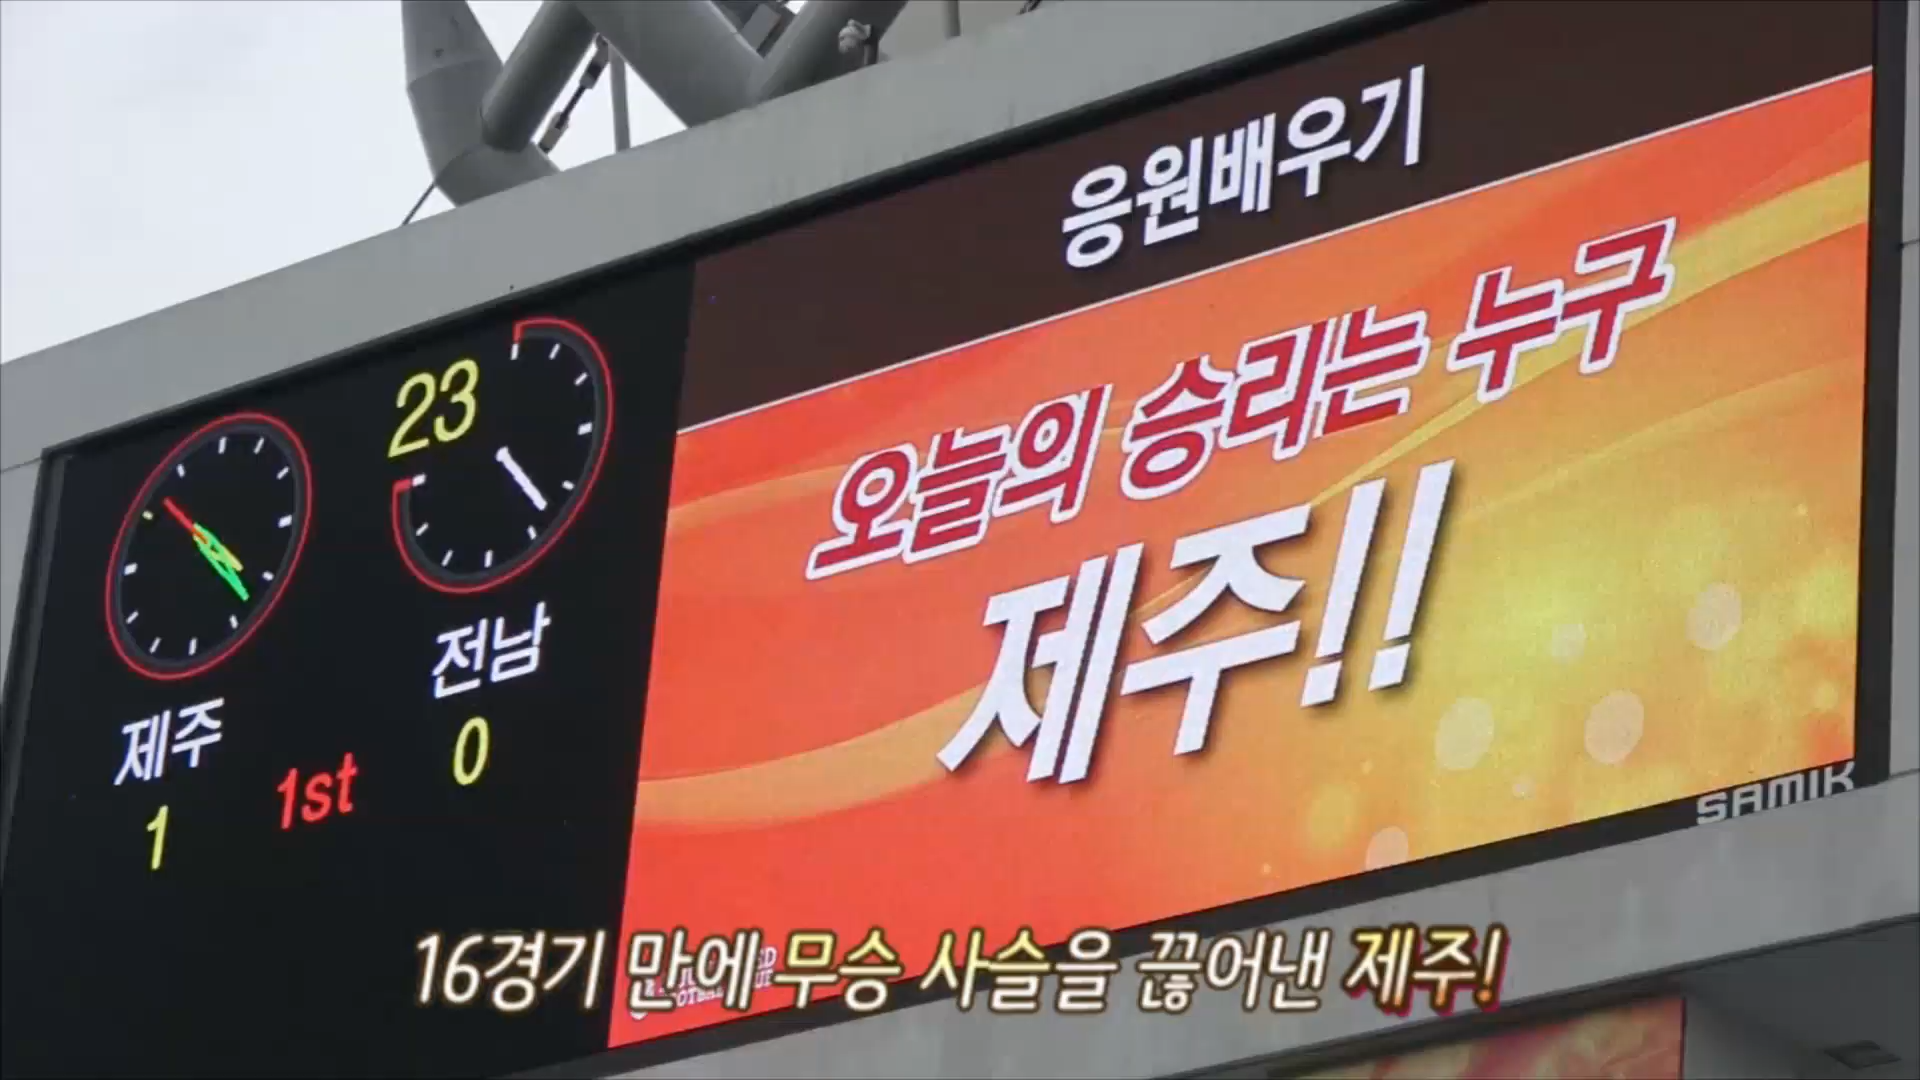 응원배우기
오늘의 승리는 누구
제주!!
23
제주
전남
1
1st
0
SAMIK
16경기 만에 무승 사슬을 끊어낸 제주!